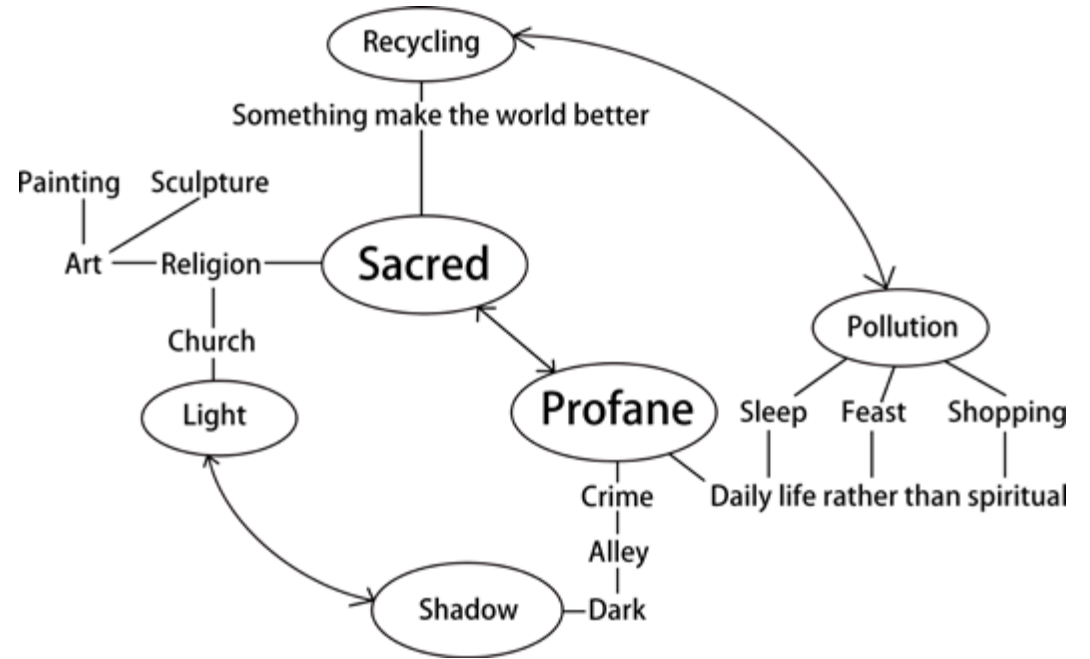 Recycling
Something make the world better
Painting
Sculpture
Art
Religion
Sacred
Church
Light
Pollution
Profane
Sleep
Feast
Shopping
Crime
Daily life rather than spiritual
Alley
Shadow
Dark